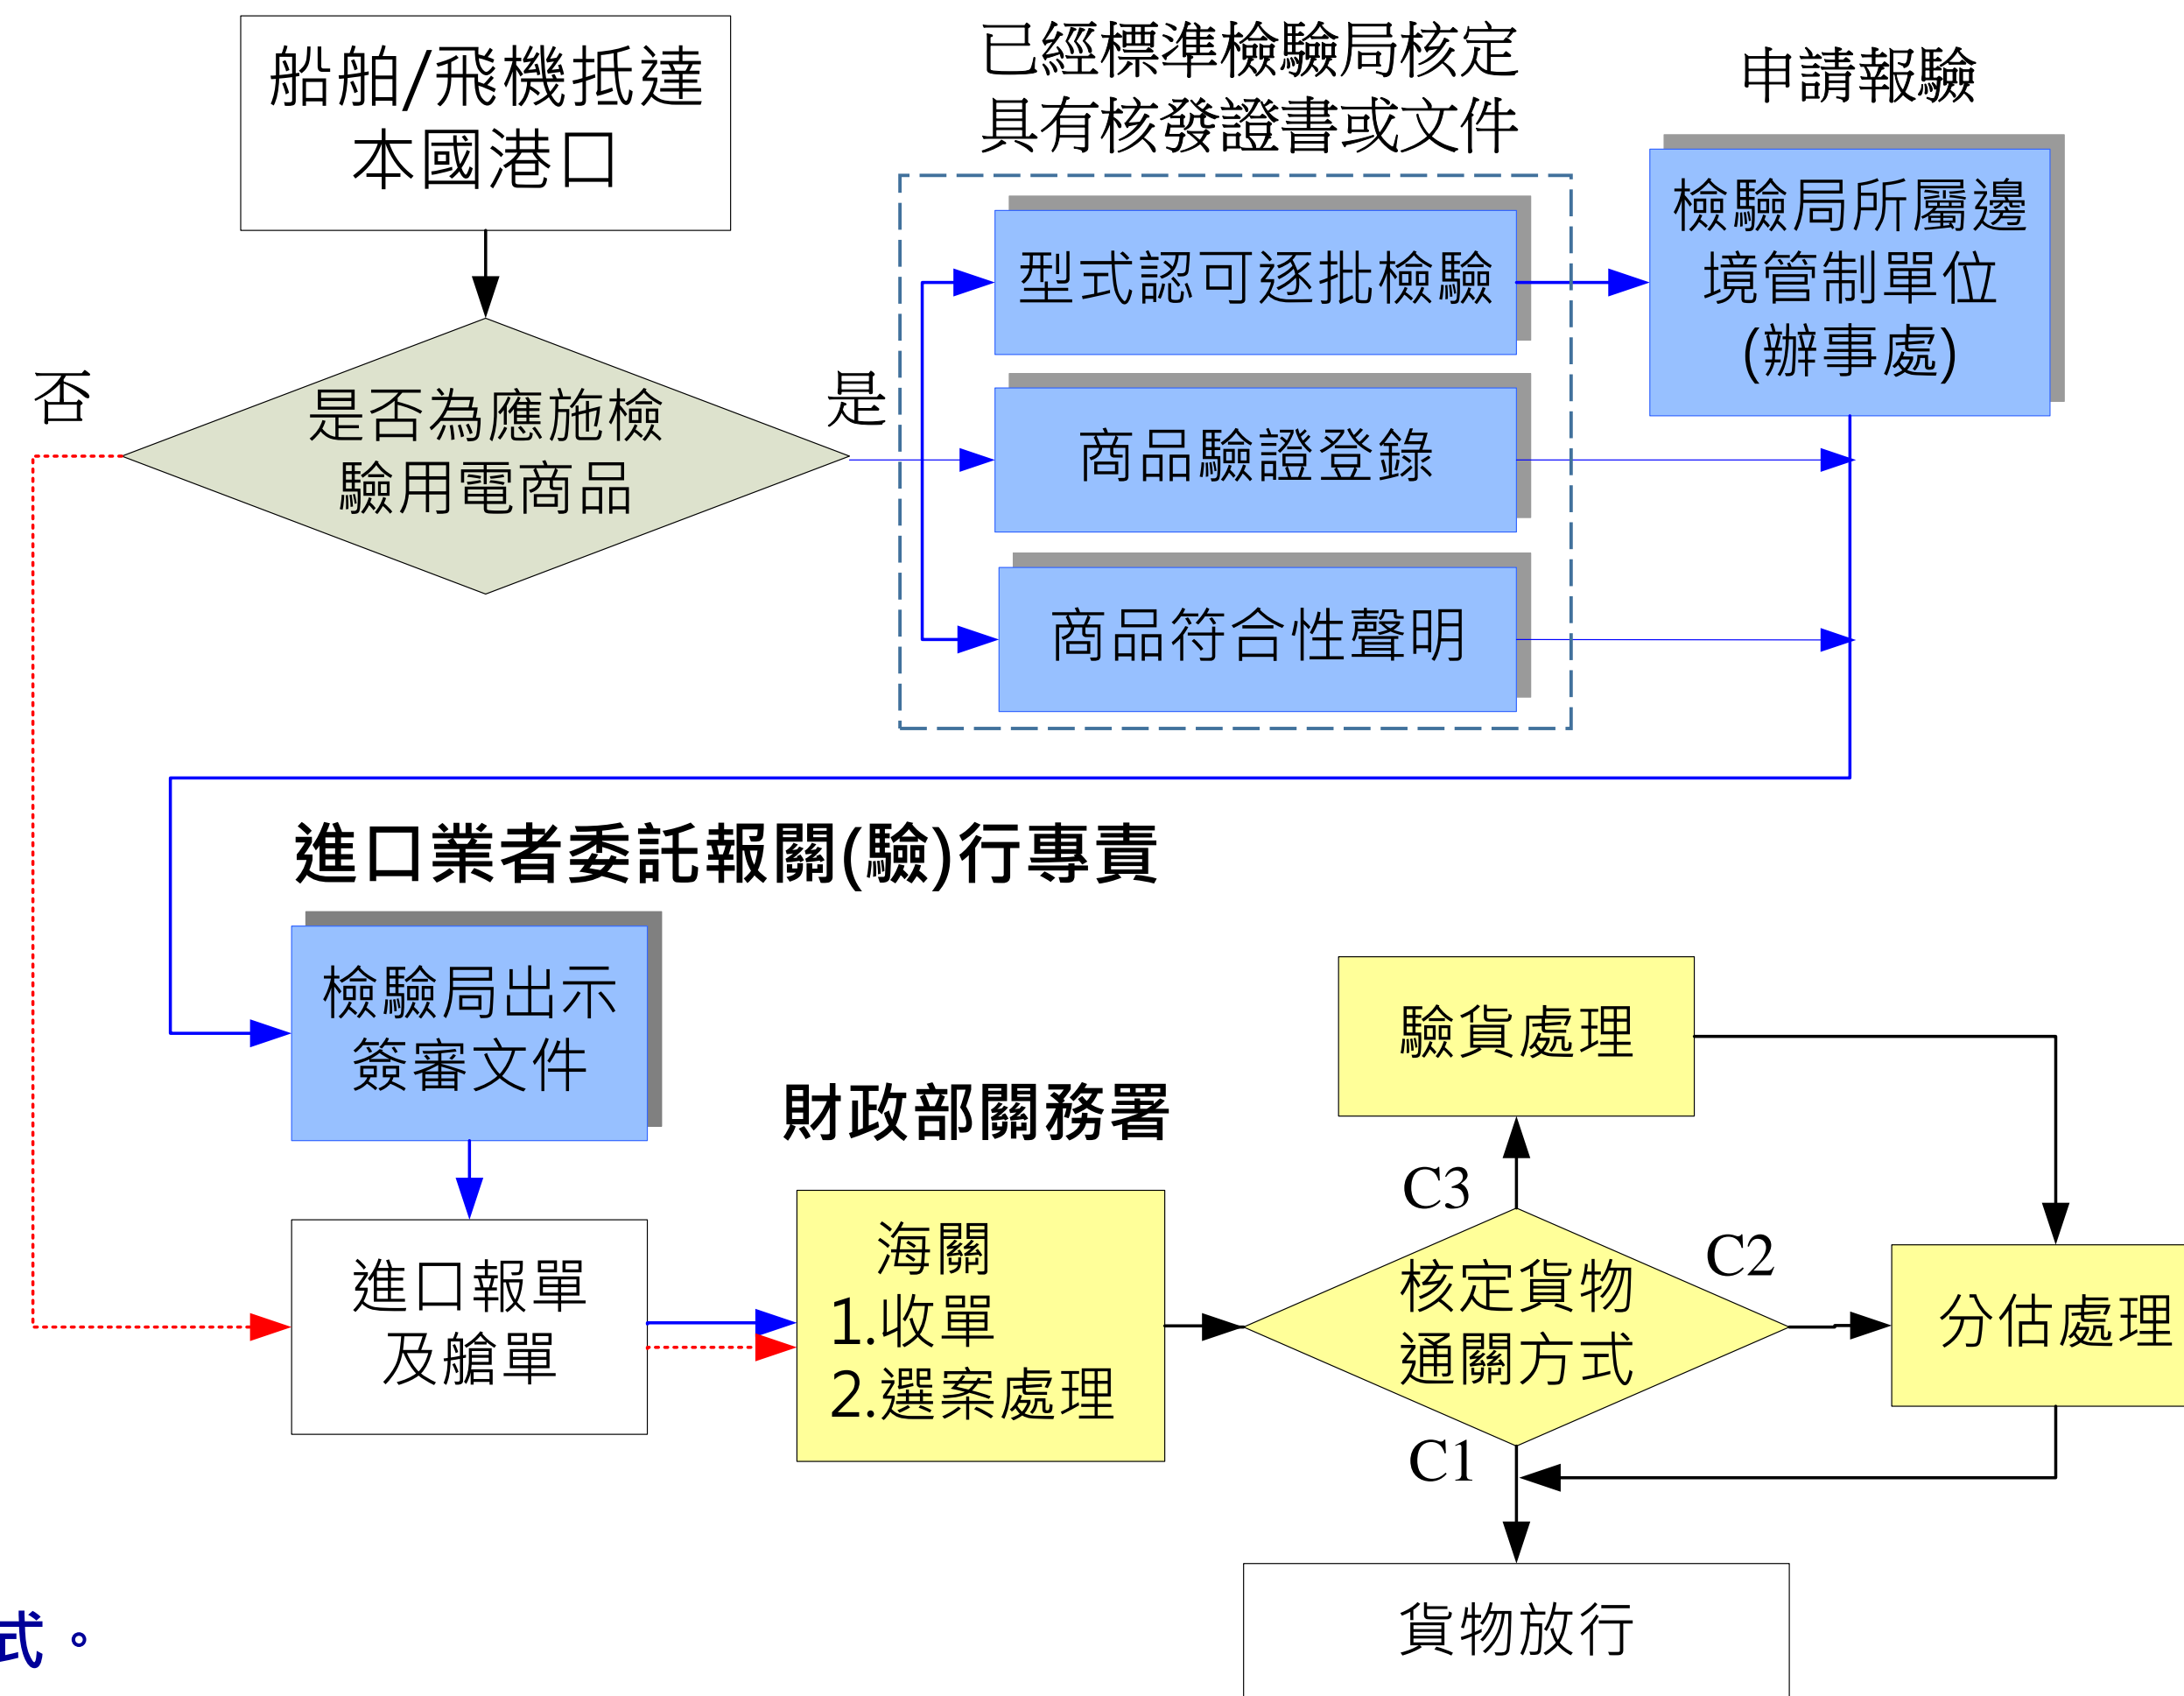 船舶/飛機抵達
本國港口
已經標準檢驗局核定
具有核發證書或文件
申請報驗
型式認可逐批檢驗
檢驗局所屬邊
境管制單位
(辦事處)
否
是否為應施檢
驗用電商品
是
商品驗證登錄
商品符合性聲明
進口業者委託報關(驗)行專責
檢驗局出示
簽審文件
財政部關務署
驗貨處理
進口報單
及艙單
海關
1.收單
2.選案處理
C3
核定貨物
通關方式
C2
分估處理
C1
貨物放行
式。